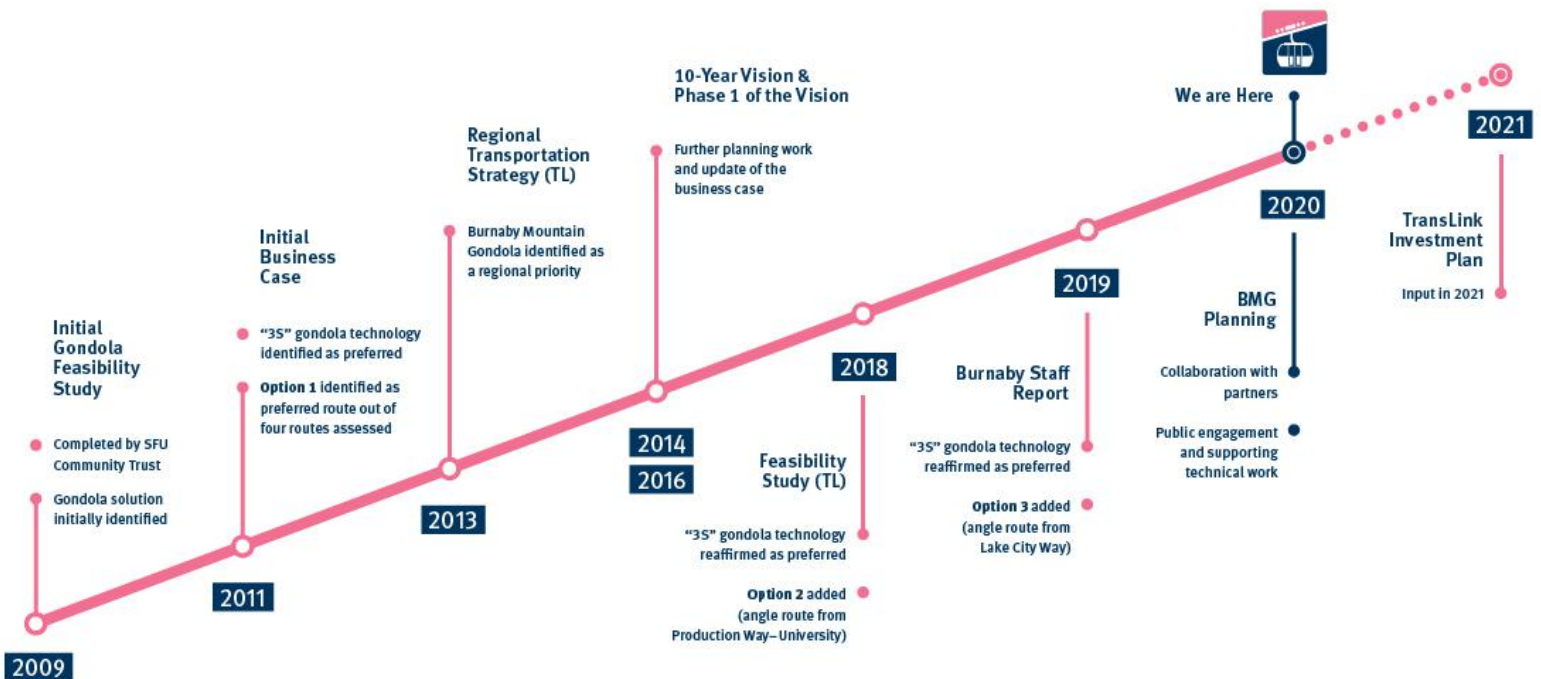 Initial
Gondola
Feasibility
Study
Completed by SFU
Community Trust
Gondola solution
initially identified
2009
Initial
Business
Case
“3S” gondola technology
identified as preferred
Option 1 identified as
preferred route out of
four routes assessed
2011
Regional
Transportation
Strategy (TL)
Burnaby Mountain
Gondola identified as
a regional priority
2013
10-Year Vision &
Phase 1 of the Vision
Further planning work
and update of the
business case
2014
2016
2018
Feasibility
Study (TL)
“3S” gondola technology
reaffirmed as preferred
Option 2 added
(angle route from
Production Way–University)
2019
Burnaby Staff
Report
“3S” gondola technology
reaffirmed as preferred
Option 3 added
(angle route from
Lake City Way)
We are Here
2020
BMG
Planning
Collaboration with
partners
Public engagement
and supporting
technical work
2021
TransLink
Investment
Plan
Input in 2021